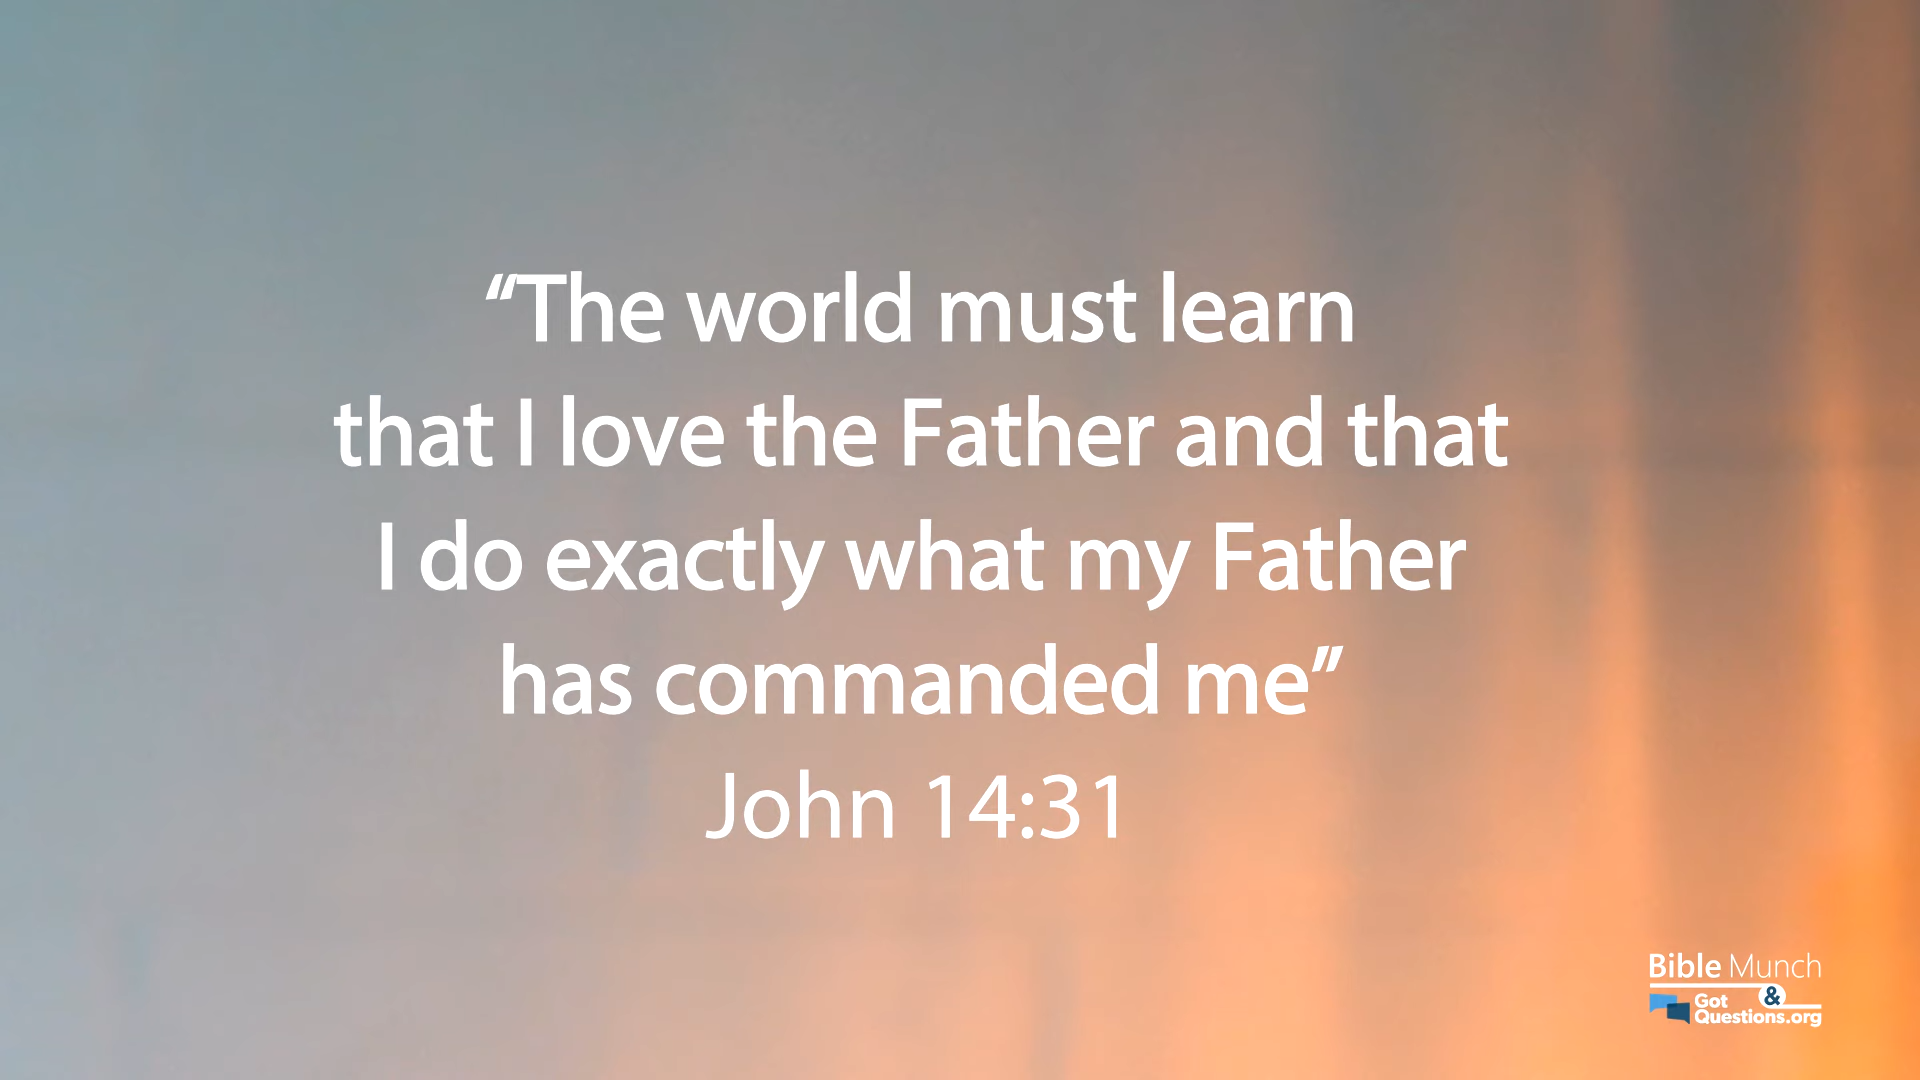 “The world must learn
that I love the Father and that
I do exactly what my Father
has commanded me”
John 14:31
Bible Munch
&
Got
Questions.org